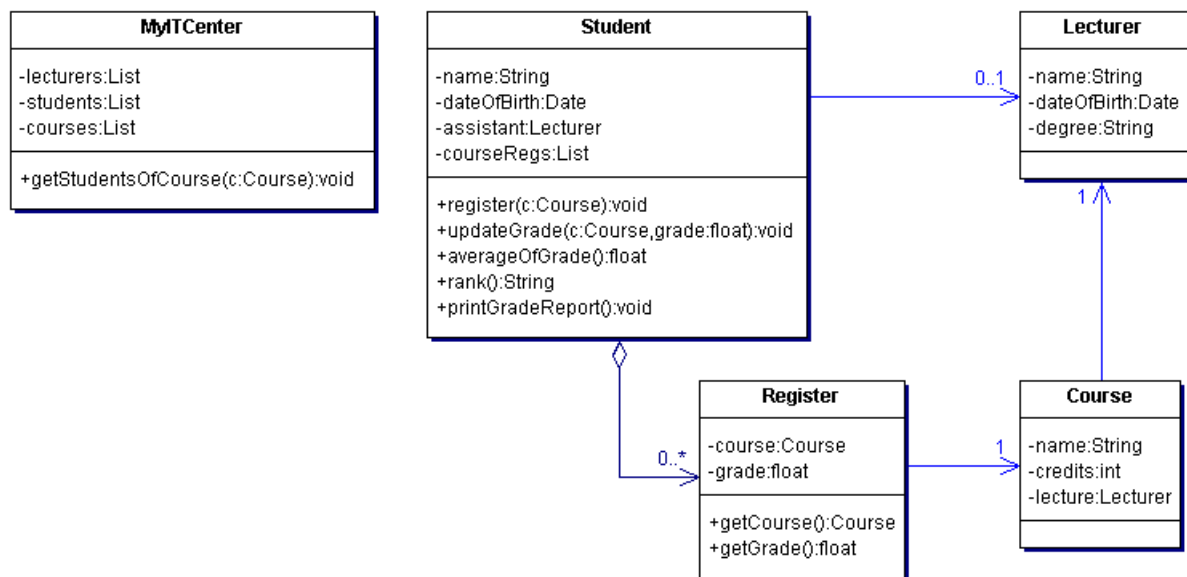 MyITCenter
-lecturers:List
-students:List
-courses:List
+getStudentsOfCourse(c:Course):void
Student
-name:String
-dateOfBirth:Date
-assistant:Lecturer
-courseRegs:List
+register(c:Course):void
+updateGrade(c:Course,grade:float):void
+averageOfGrade():float
+rank():String
+printGradeReport():void
0..1
Lecturer
-name:String
-dateOfBirth:Date
-degree:String
1
0..*
Register
-course:Course
-grade:float
+getCourse():Course
+getGrade():float
1
Course
-name:String
-credits:int
-lecture:Lecturer